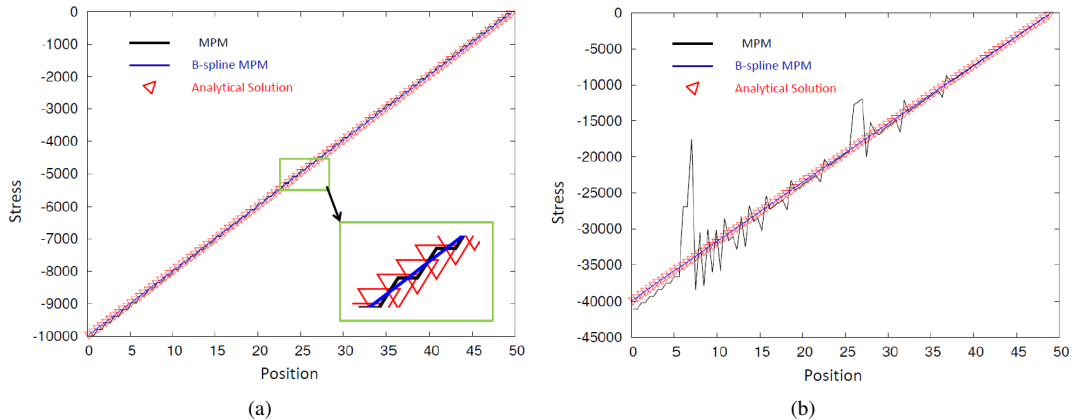 0
-1000
-2000
-3000
-4000
-5000
-6000
-7000
-8000
-9000
-10000
Stress
MPM
B-spline MPM
Analytical Solution
0 5 10 15 20 25 30 35 40 45 50
Position
(a)
0
-5000
-10000
-15000
-20000
-25000
-30000
-35000
-40000
-45000
Stress
MPM
B-spline MPM
Analytical Solution
0 5 10 15 20 25 30 35 40 45 50
Position
(b)